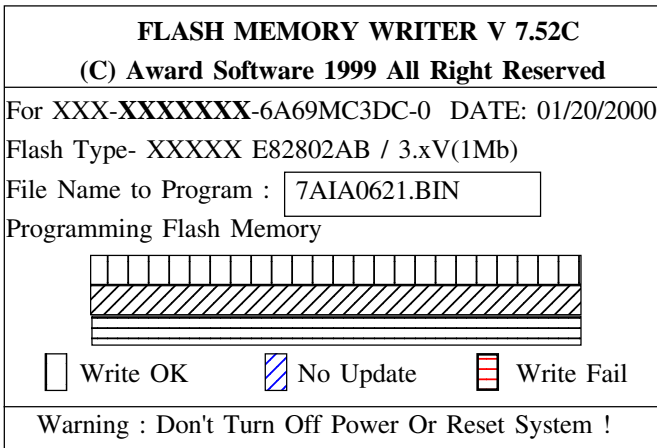 FLASH MEMORY WRITER V 7.52C
(C) Award Software 1999 All Right Reserved
For XXX-XXXXXXX-6A69MC3DC-0 DATE: 01/20/2000
Flash Type- XXXXX E82802AB / 3.xV(1Mb)
File Name to Program : 7AIA0621.BIN
Programming Flash Memory
Write OK No Update Write Fail
Warning : Don't Turn Off Power Or Reset System !